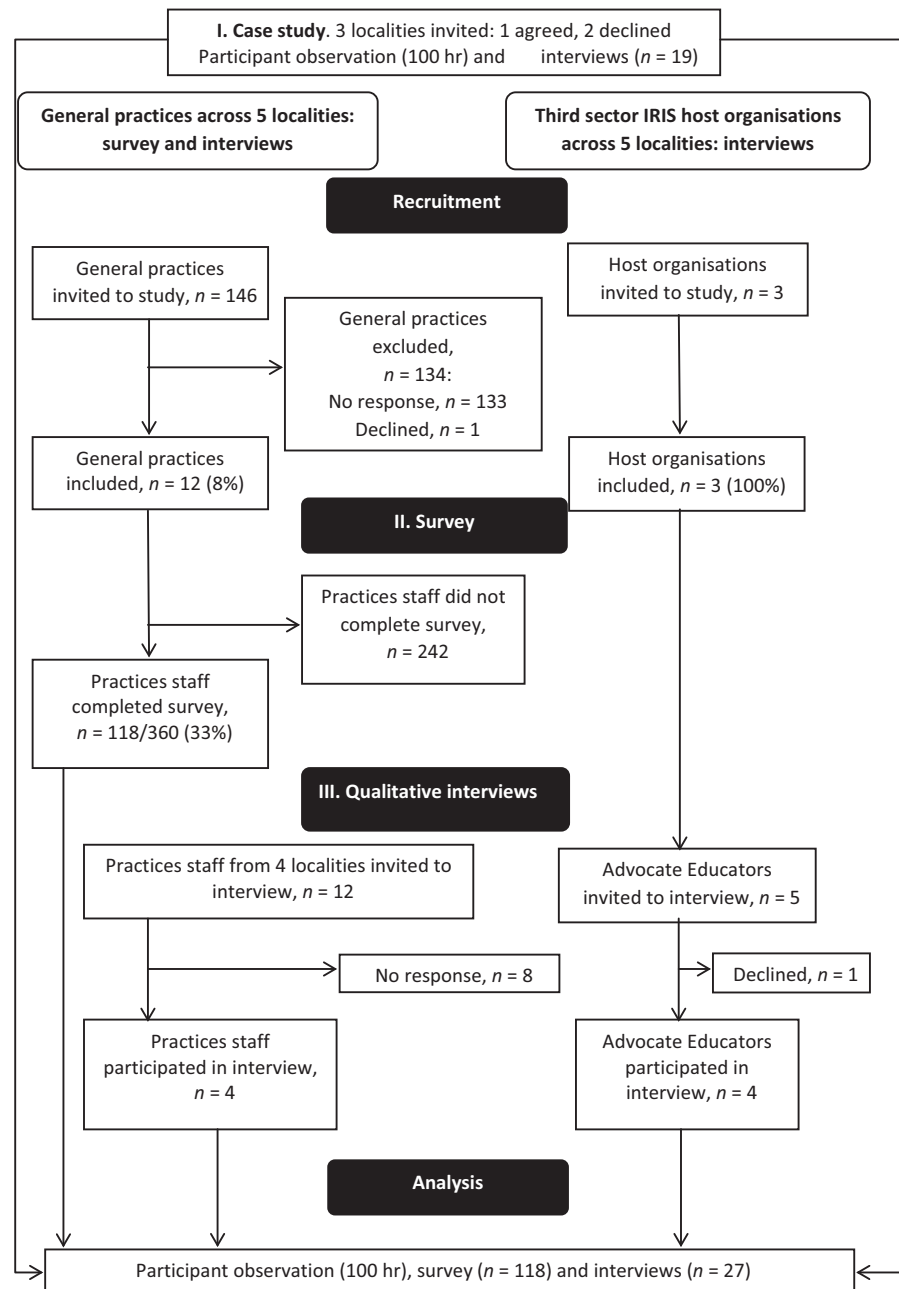 I. Case study. 3 localities invited: 1 agreed, 2 declined
Participant observation (100 hr) and interviews (n = 19)
General practices across 5 localities:
survey and interviews
Third sector IRIS host organisations
across 5 localities: interviews
Recruitment
General practices
invited to study, n = 146
Host organisations
invited to study, n = 3
General practices
excluded,
n = 134:
No response, n = 133
Declined, n = 1
General practices
included, n = 12 (8%)
Host organisations
included, n = 3 (100%)
II. Survey
Practices staff did not
complete survey,
n = 242
Practices staff
completed survey,
n = 118/360 (33%)
III. Qualitative interviews
Practices staff from 4 localities invited to
interview, n = 12
Advocate Educators
invited to interview, n = 5
No response, n = 8
Declined, n = 1
Practices staff
participated in interview,
n = 4
Advocate Educators
participated in
interview, n = 4
Analysis
Participant observation (100 hr), survey (n = 118) and interviews (n = 27)